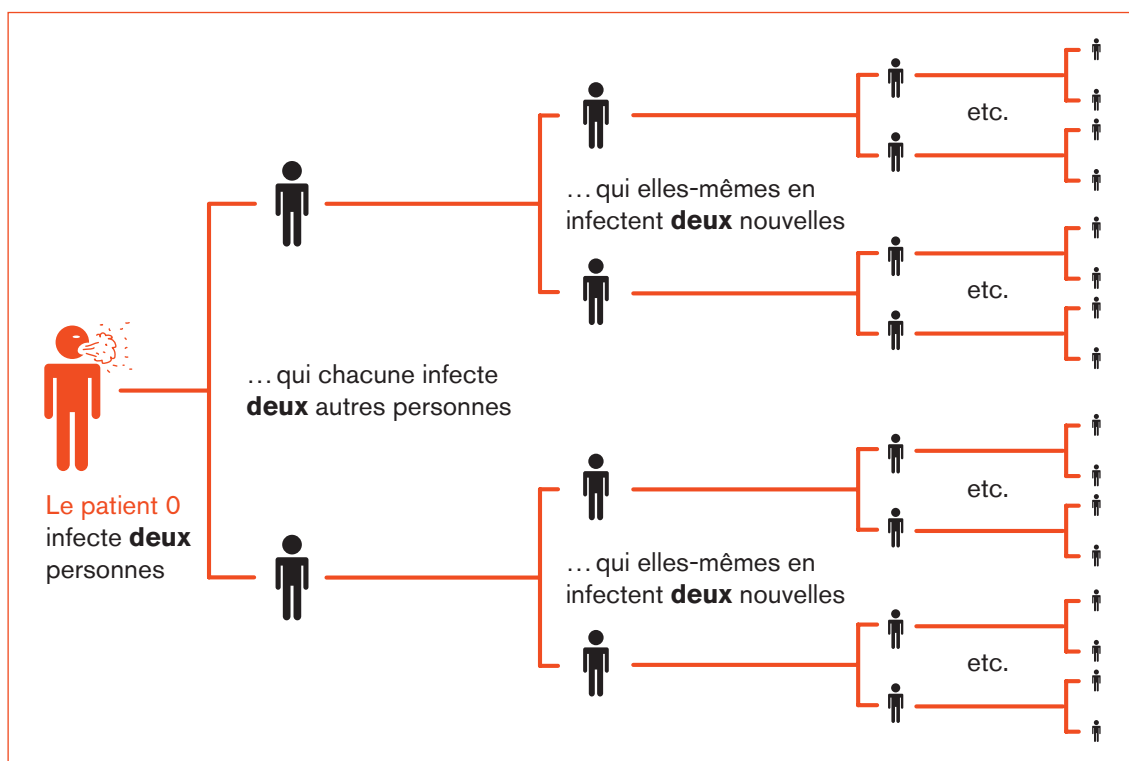 Le patient 0
infecte deux
personnes
… qui chacune infecte
deux autres personnes
… qui elles-mêmes en
infectent deux nouvelles
… qui elles-mêmes en
infectent deux nouvelles
etc.
etc.
etc.
etc.